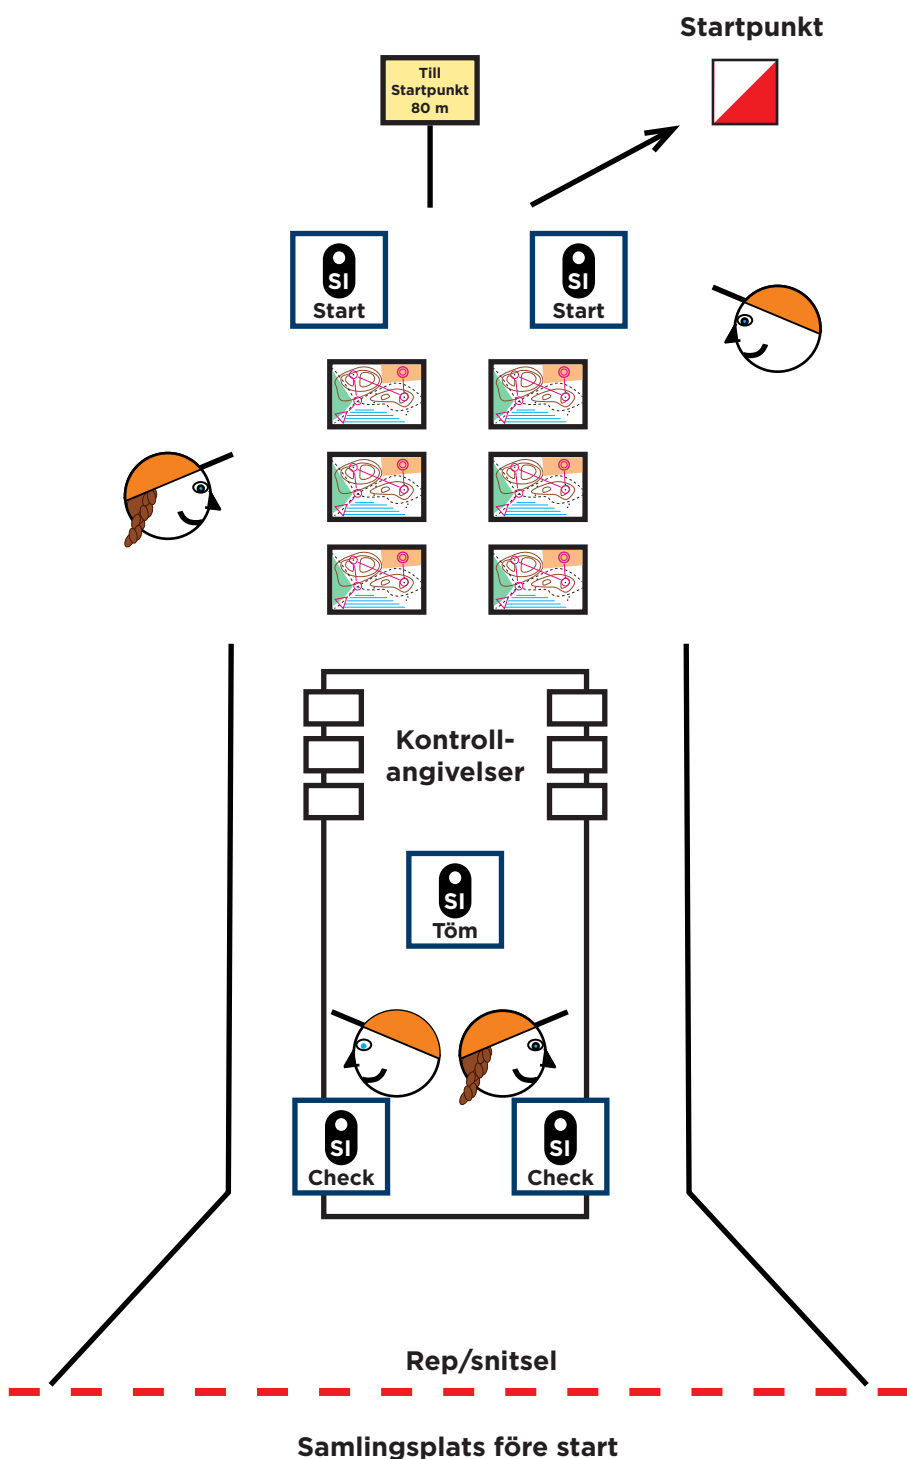 Startpunkt
Till
Startpunkt
80 m
SI
Start
SI
Start
Kontroll-
angivelser
SI
Töm
SI
Check
SI
Check
Rep/snitsel
Samlingsplats före start